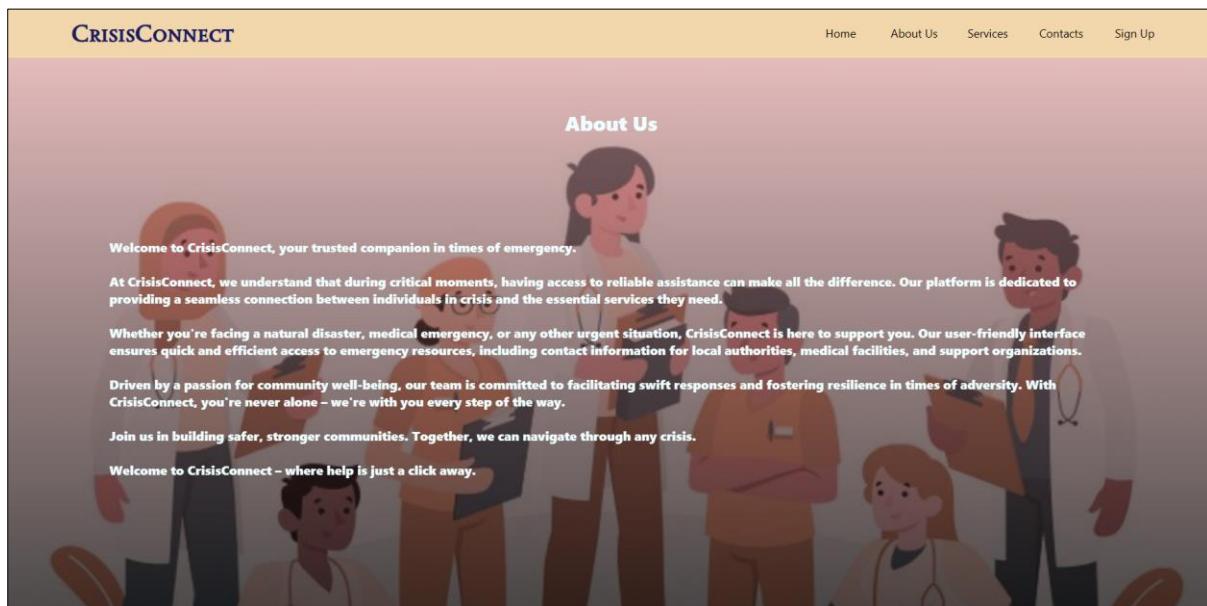 CRISISCONNECT
Home About Us Services Contacts Sign Up
About Us
Welcome to CrisisConnect, your trusted companion in times of emergency.
At CrisisConnect, we understand that during critical moments, having access to reliable assistance can make all the difference. Our platform is dedicated to
providing a seamless connection between individuals in crisis and the essential services they need.
Whether you're facing a natural disaster, medical emergency, or any other urgent situation, CrisisConnect is here to support you. Our user-friendly interface
ensures quick and efficient access to emergency resources, including contact information for local authorities, medical facilities, and support organizations.
Driven by a passion for community well-being, our team is committed to facilitating swift responses and fostering resilience in times of adversity. With
CrisisConnect, you're never alone – we're with you every step of the way.
Join us in building safer, stronger communities. Together, we can navigate through any crisis.
Welcome to CrisisConnect – where help is just a click away.